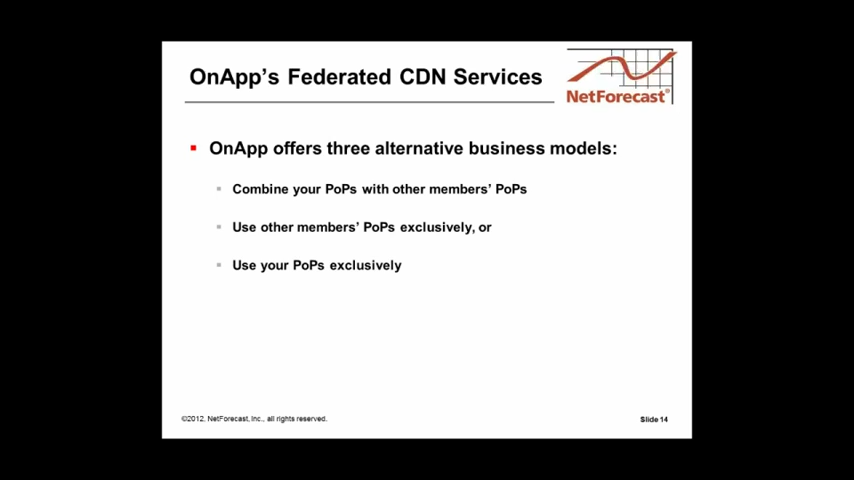 OnApp's Federated CDN Services
NetForecast®
▪ OnApp offers three alternative business models:
▪ Combine your PoPs with other members' PoPs
▪ Use other members' PoPs exclusively, or
▪ Use your PoPs exclusively
©2012, NetForecast, Inc., all rights reserved.
Slide 14